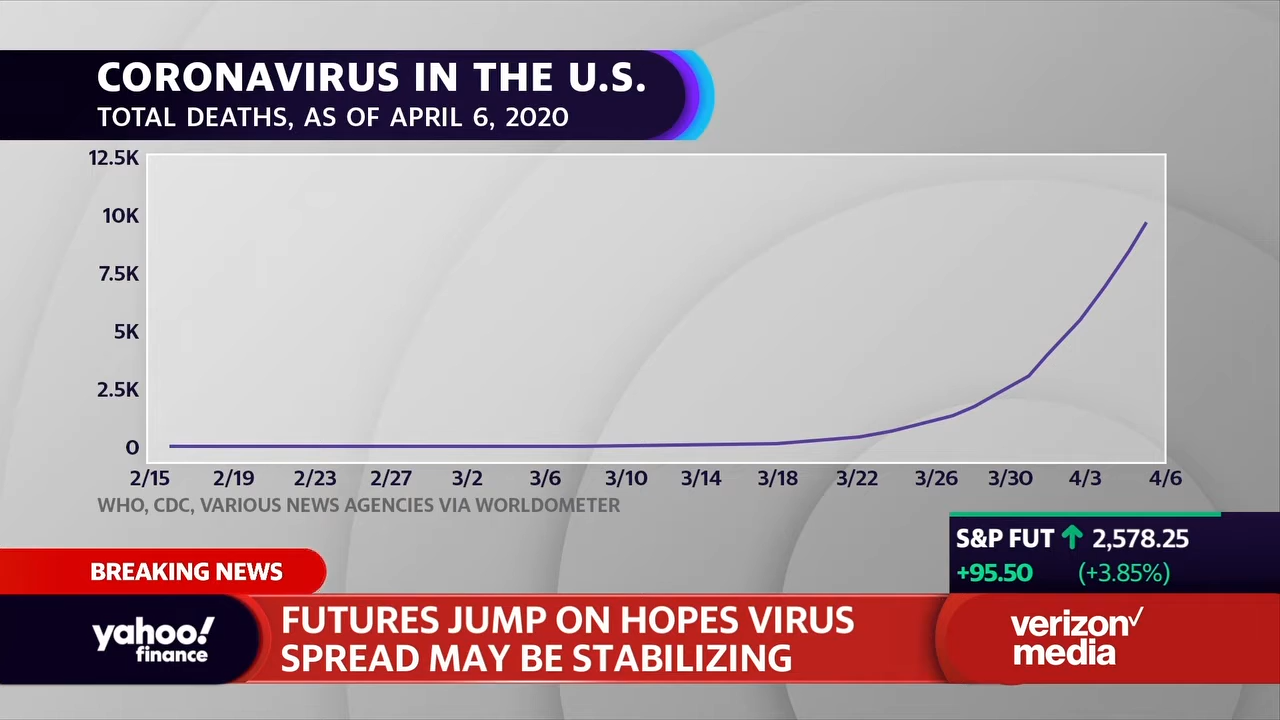 CORONAVIRUS IN THE U.S.
TOTAL DEATHS, AS OF APRIL 6, 2020
12.5K
10K
7.5K
5K
2.5K
0
2/15 2/19 2/23 2/27 3/2 3/6 3/10 3/14 3/18 3/22 3/26 3/30 4/3 4/6
WHO, CDC, VARIOUS NEWS AGENCIES VIA WORLDOMETER
S&P FUT 2,578.25
+95.50 (+3.85%)
BREAKING NEWS
yahoo!
finance
FUTURES JUMP ON HOPES VIRUS
SPREAD MAY BE STABILIZING
verizon
media